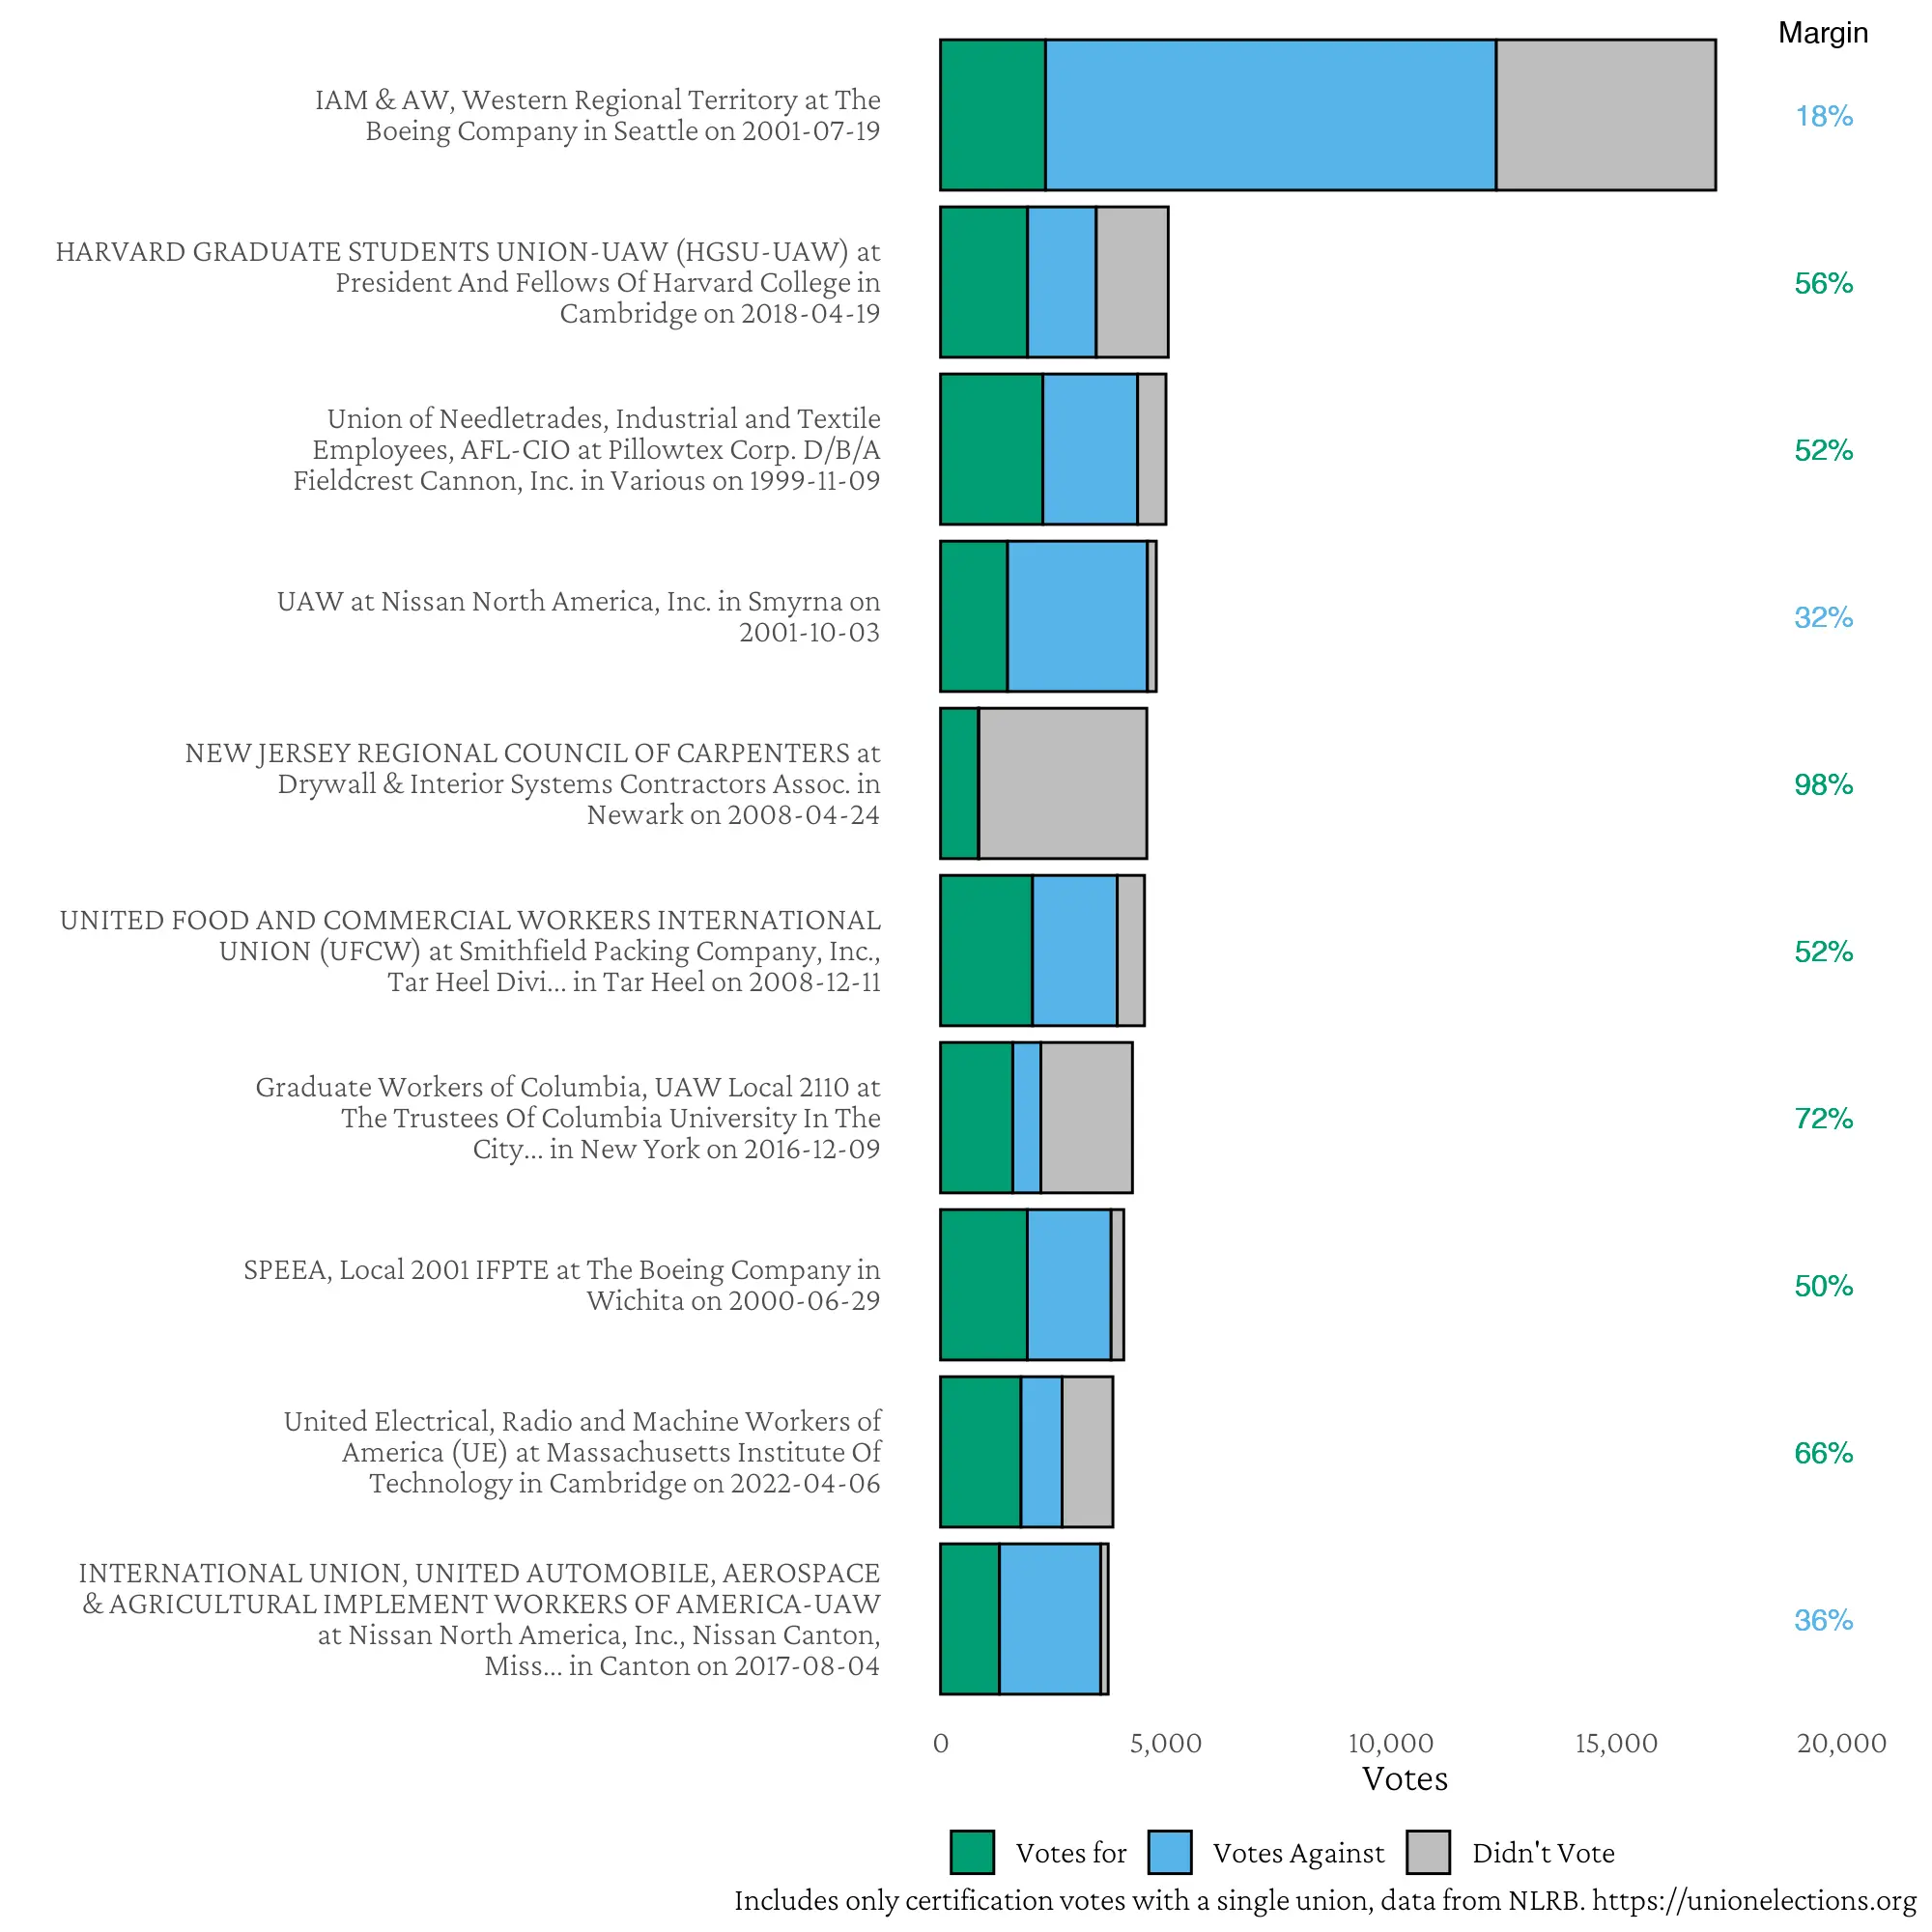 Margin
IAM & AW, Western Regional Territory at The
Boeing Company in Seattle on 2001-07-19
18%
HARVARD GRADUATE STUDENTS UNION-UAW (HGSU-UAW) at
President And Fellows Of Harvard College in
Cambridge on 2018-04-19
56%
Union of Needletrades, Industrial and Textile
Employees, AFL-CIO at Pillowtex Corp. D/B/A
Fieldcrest Cannon, Inc. in Various on 1999-11-09
52%
UAW at Nissan North America, Inc. in Smyrna on
2001-10-03
32%
NEW JERSEY REGIONAL COUNCIL OF CARPENTERS at
Drywall & Interior Systems Contractors Assoc. in
Newark on 2008-04-24
98%
UNITED FOOD AND COMMERCIAL WORKERS INTERNATIONAL
UNION (UFCW) at Smithfield Packing Company, Inc.,
Tar Heel Divi... in Tar Heel on 2008-12-11
52%
Graduate Workers of Columbia, UAW Local 2110 at
The Trustees Of Columbia University In The
City... in New York on 2016-12-09
72%
SPEEA, Local 2001 IFPTE at The Boeing Company in
Wichita on 2000-06-29
50%
United Electrical, Radio and Machine Workers of
America (UE) at Massachusetts Institute Of
Technology in Cambridge on 2022-04-06
66%
INTERNATIONAL UNION, UNITED AUTOMOBILE, AEROSPACE
& AGRICULTURAL IMPLEMENT WORKERS OF AMERICA-UAW
at Nissan North America, Inc., Nissan Canton,
Miss... in Canton on 2017-08-04
36%
0 5,000 10,000 15,000 20,000
Votes
Votes for Votes Against Didn't Vote
Includes only certification votes with a single union, data from NLRB. https://unionelections.org